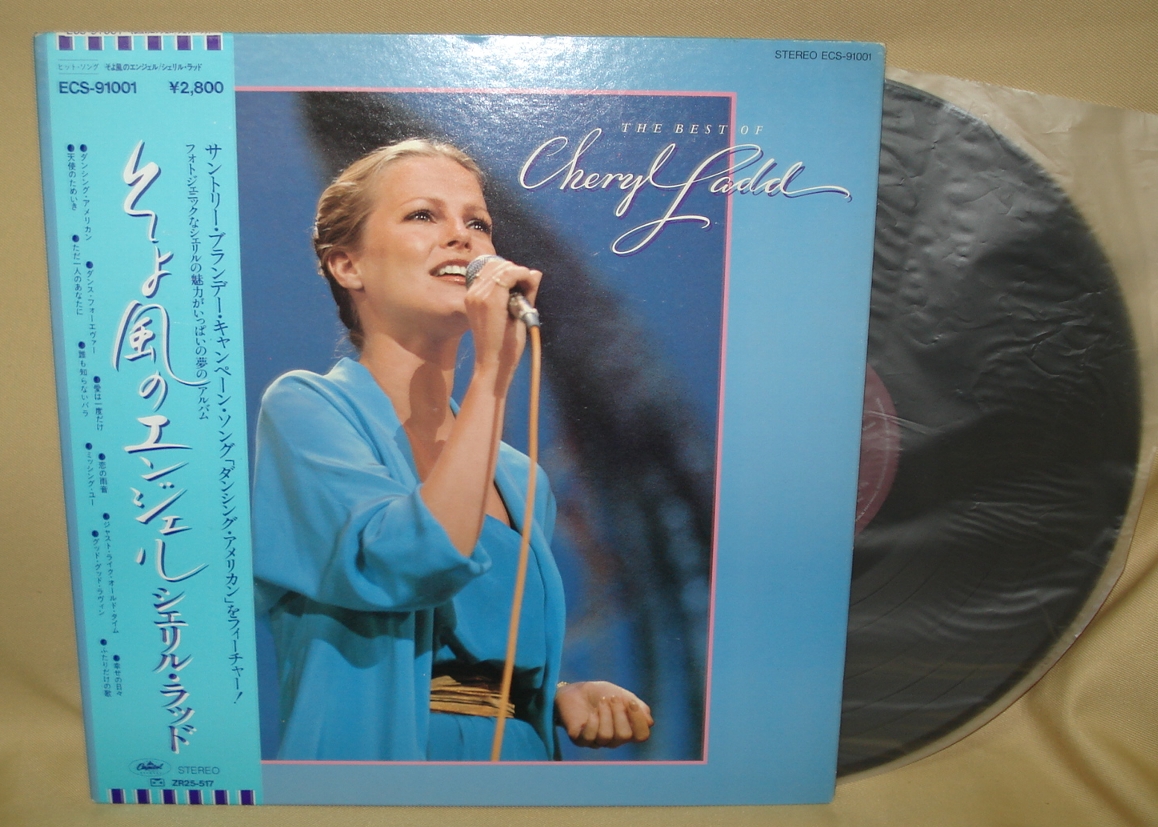 ヒット・ソング そよ風のエンジェル/シェリル・ラッド
ECS-91001 ¥2,800
サントリー・ブランデー・キャンペーン・ソング「ダンシング・アメリカン」をフィーチャー!
フォトジェニックなシェリルの魅力がいっぱいの夢のアルバム
そよ風のエンジェル シェリル・ラッド
●ダンシング・アメリカン
●ダンス・フォーエヴァー
●愛は一度だけ
●恋の雨音
●ジャスト・ライク・オールド・タイム
●幸せの日々
●天使のためいき
●ただ一人のあなたに
●誰も知らないバラ
●ミッシング・ユー
●グッド・グッド・ラヴィン
●ふたりだけの歌
Capitol
STEREO
ZR25-517
STEREO ECS-91001
THE BEST OF
Cheryl Ladd